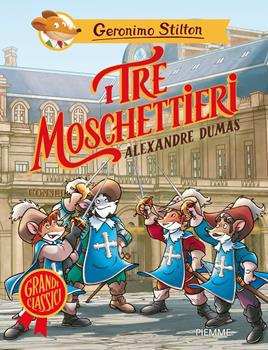 Geronimo Stilton
I TRE
MOSCHETTIERI
ALEXANDRE DUMAS
GRANDI
CLASSICI
PIEMME